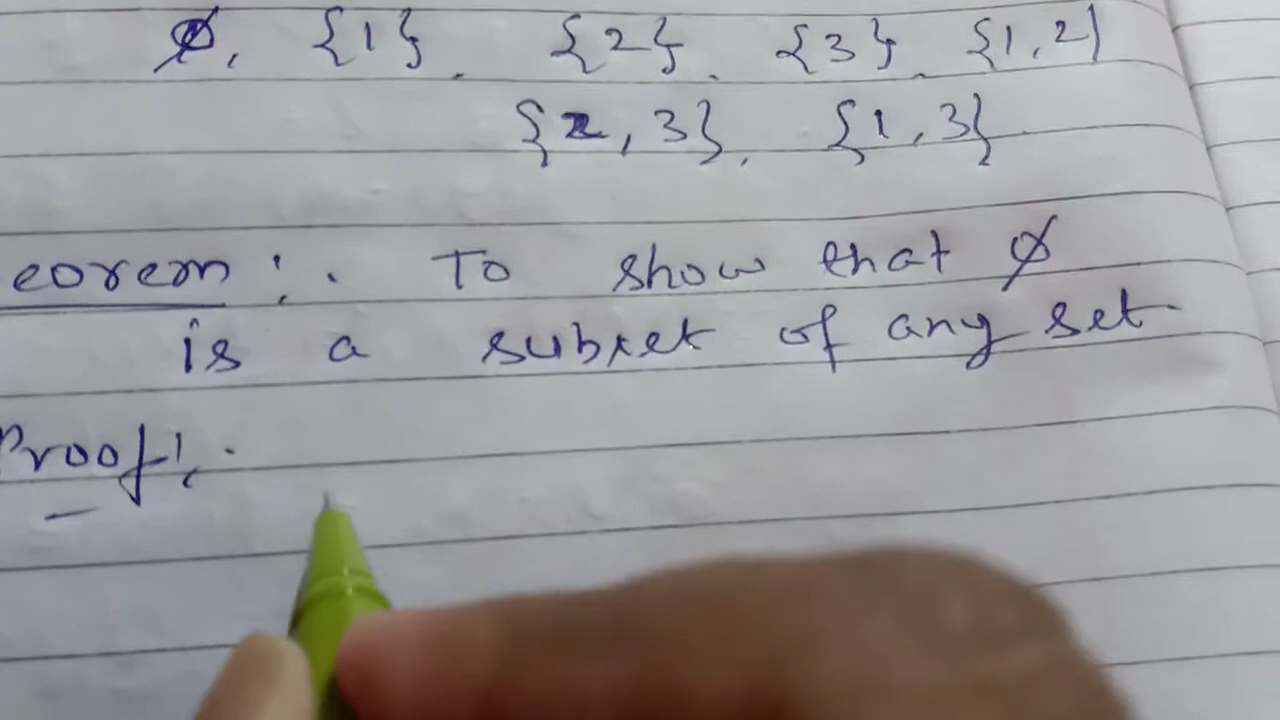 ∅, {1}, {2}, {3}, {1,2}
{2,3}, {1,3}
eorem :. To show that ∅
is a subset of any set.
Proof :.